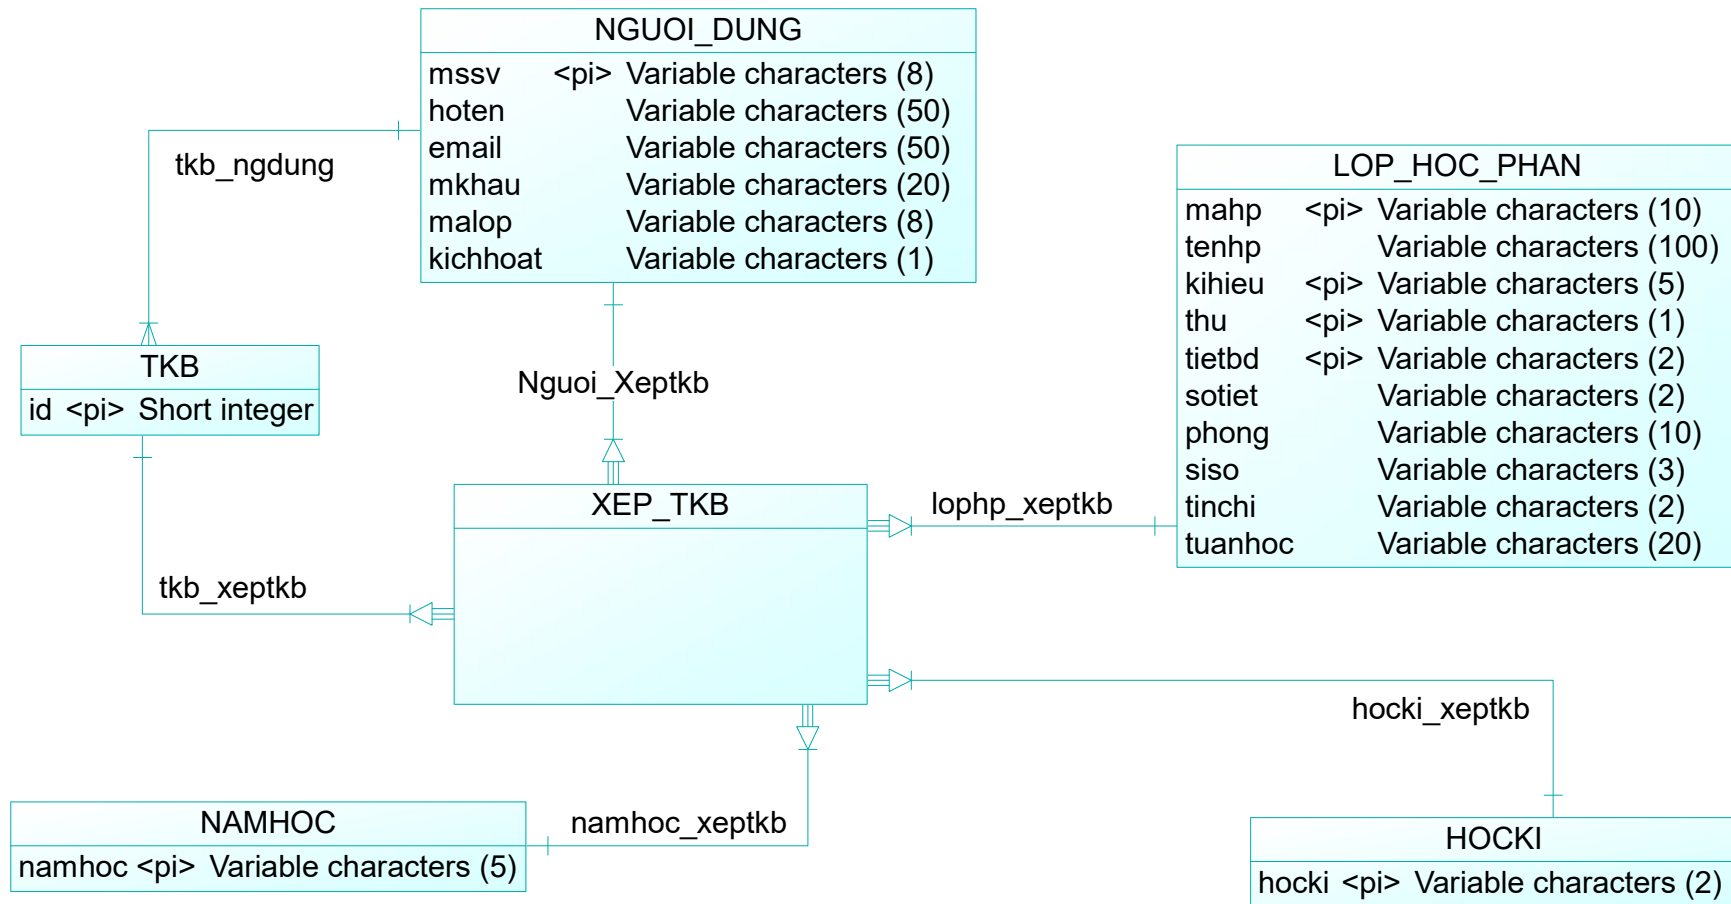 NGUOI_DUNG
mssv <pi> Variable characters (8)
hoten Variable characters (50)
email Variable characters (50)
mkhau Variable characters (20)
malop Variable characters (8)
kichhoat Variable characters (1)
tkb_ngdung
LOP_HOC_PHAN
mahp <pi> Variable characters (10)
tenhp Variable characters (100)
kihieu <pi> Variable characters (5)
thu <pi> Variable characters (1)
tietbd <pi> Variable characters (2)
sotiet Variable characters (2)
phong Variable characters (10)
siso Variable characters (3)
tinchi Variable characters (2)
tuanhoc Variable characters (20)
TKB
id <pi> Short integer
Nguoi_Xeptkb
XEP_TKB
lophp_xeptkb
tkb_xeptkb
hocki_xeptkb
NAMHOC
namhoc <pi> Variable characters (5)
namhoc_xeptkb
HOCKI
hocki <pi> Variable characters (2)